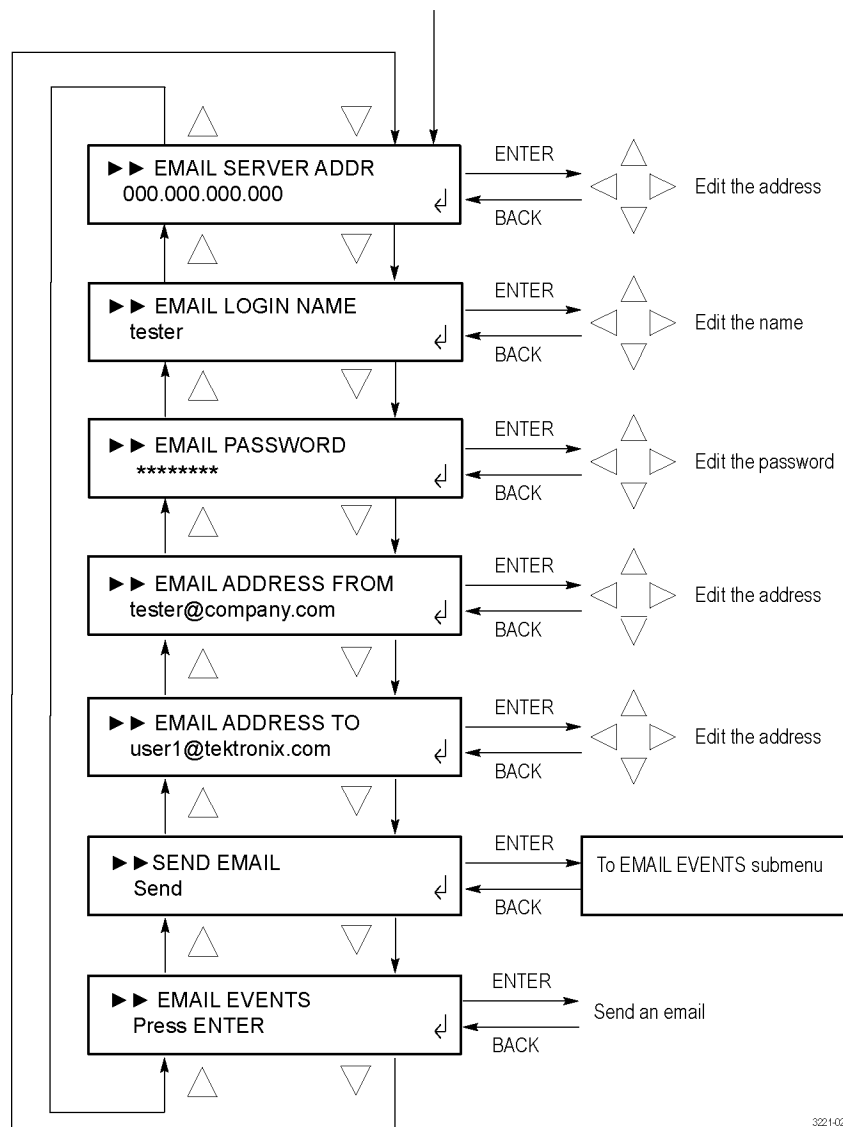 ►► EMAIL SERVER ADDR
000.000.000.000
ENTER
BACK
Edit the address
►► EMAIL LOGIN NAME
tester
ENTER
BACK
Edit the name
►► EMAIL PASSWORD
********
ENTER
BACK
Edit the password
►► EMAIL ADDRESS FROM
tester@company.com
ENTER
BACK
Edit the address
►► EMAIL ADDRESS TO
user1@tektronix.com
ENTER
BACK
Edit the address
►►SEND EMAIL
Send
ENTER
BACK
To EMAIL EVENTS submenu
►► EMAIL EVENTS
Press ENTER
ENTER
BACK
Send an email
3221-02